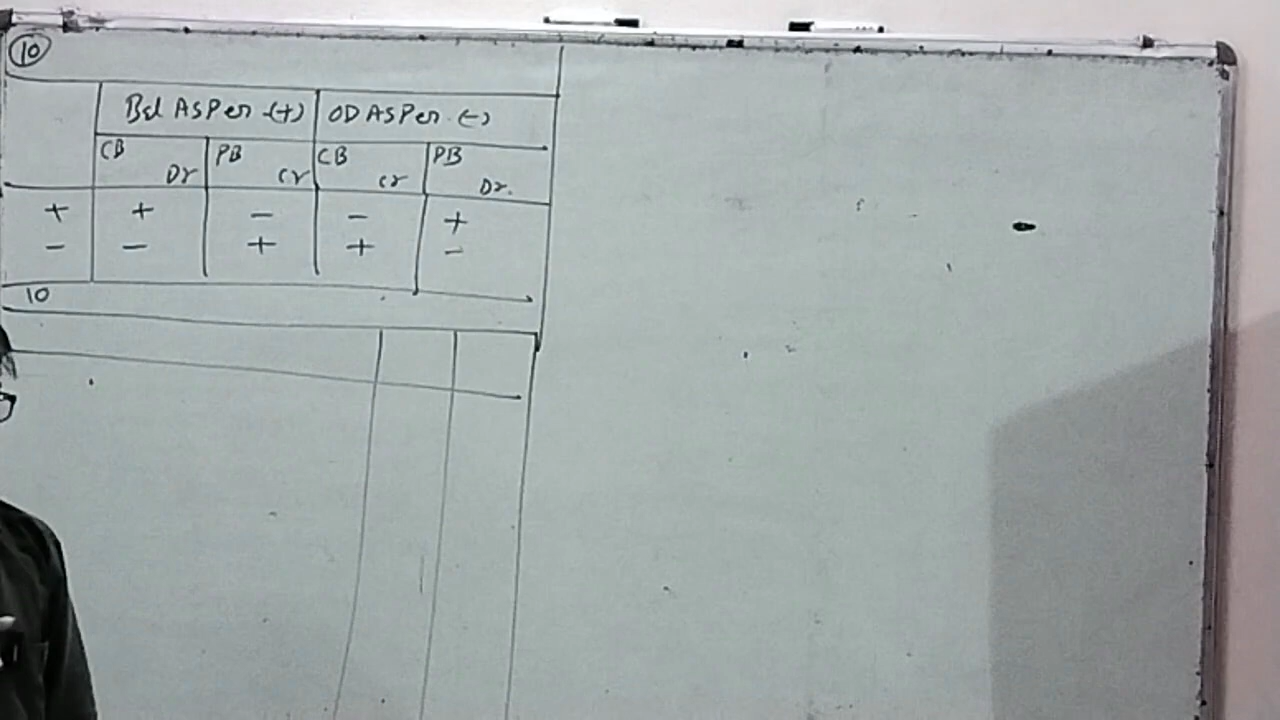 10
Bal AS Per (+) OD AS Per (-)
CB Dr PB Cr CB Cr PB Dr.
+ + - - +
- - + + -
10